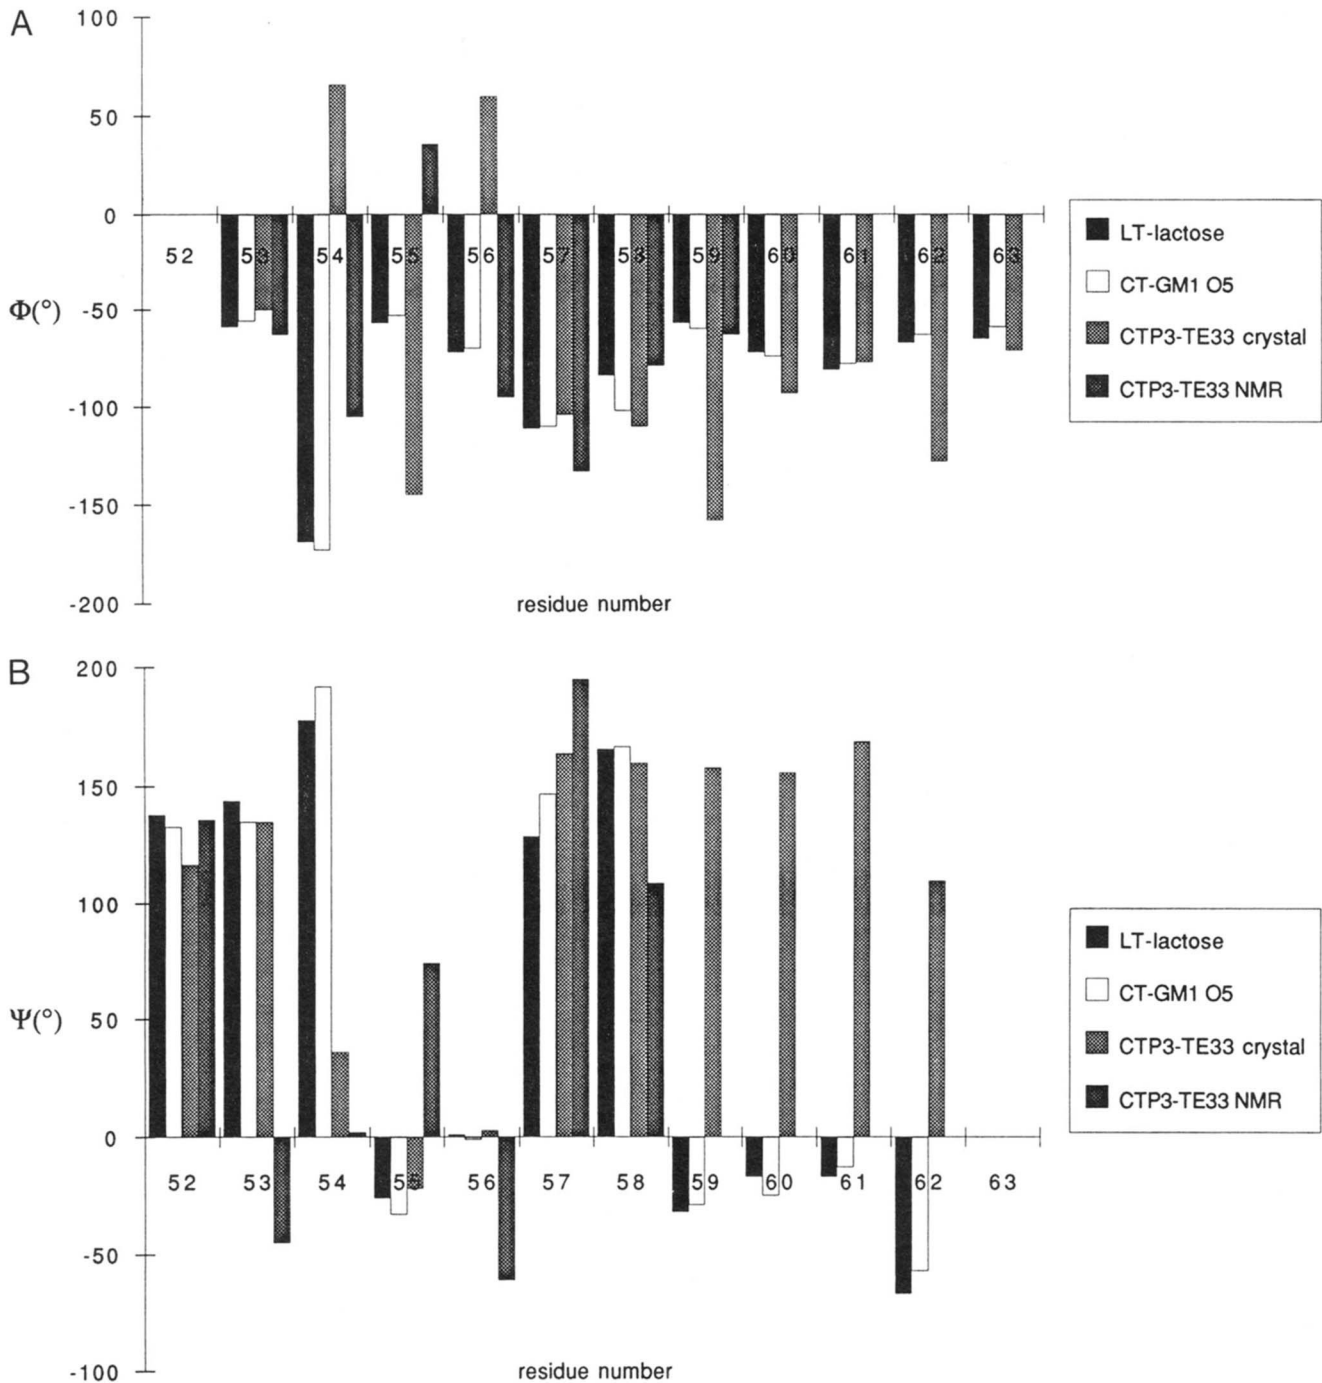 A
100
50
0
-50
-100
-150
-200
Φ(°)
52 53 54 55 56 57 58 59 60 61 62 63
residue number
LT-lactose
CT-GM1 O5
CTP3-TE33 crystal
CTP3-TE33 NMR
B
200
150
100
50
0
-50
-100
Ψ(°)
52 53 54 55 56 57 58 59 60 61 62 63
residue number
LT-lactose
CT-GM1 O5
CTP3-TE33 crystal
CTP3-TE33 NMR